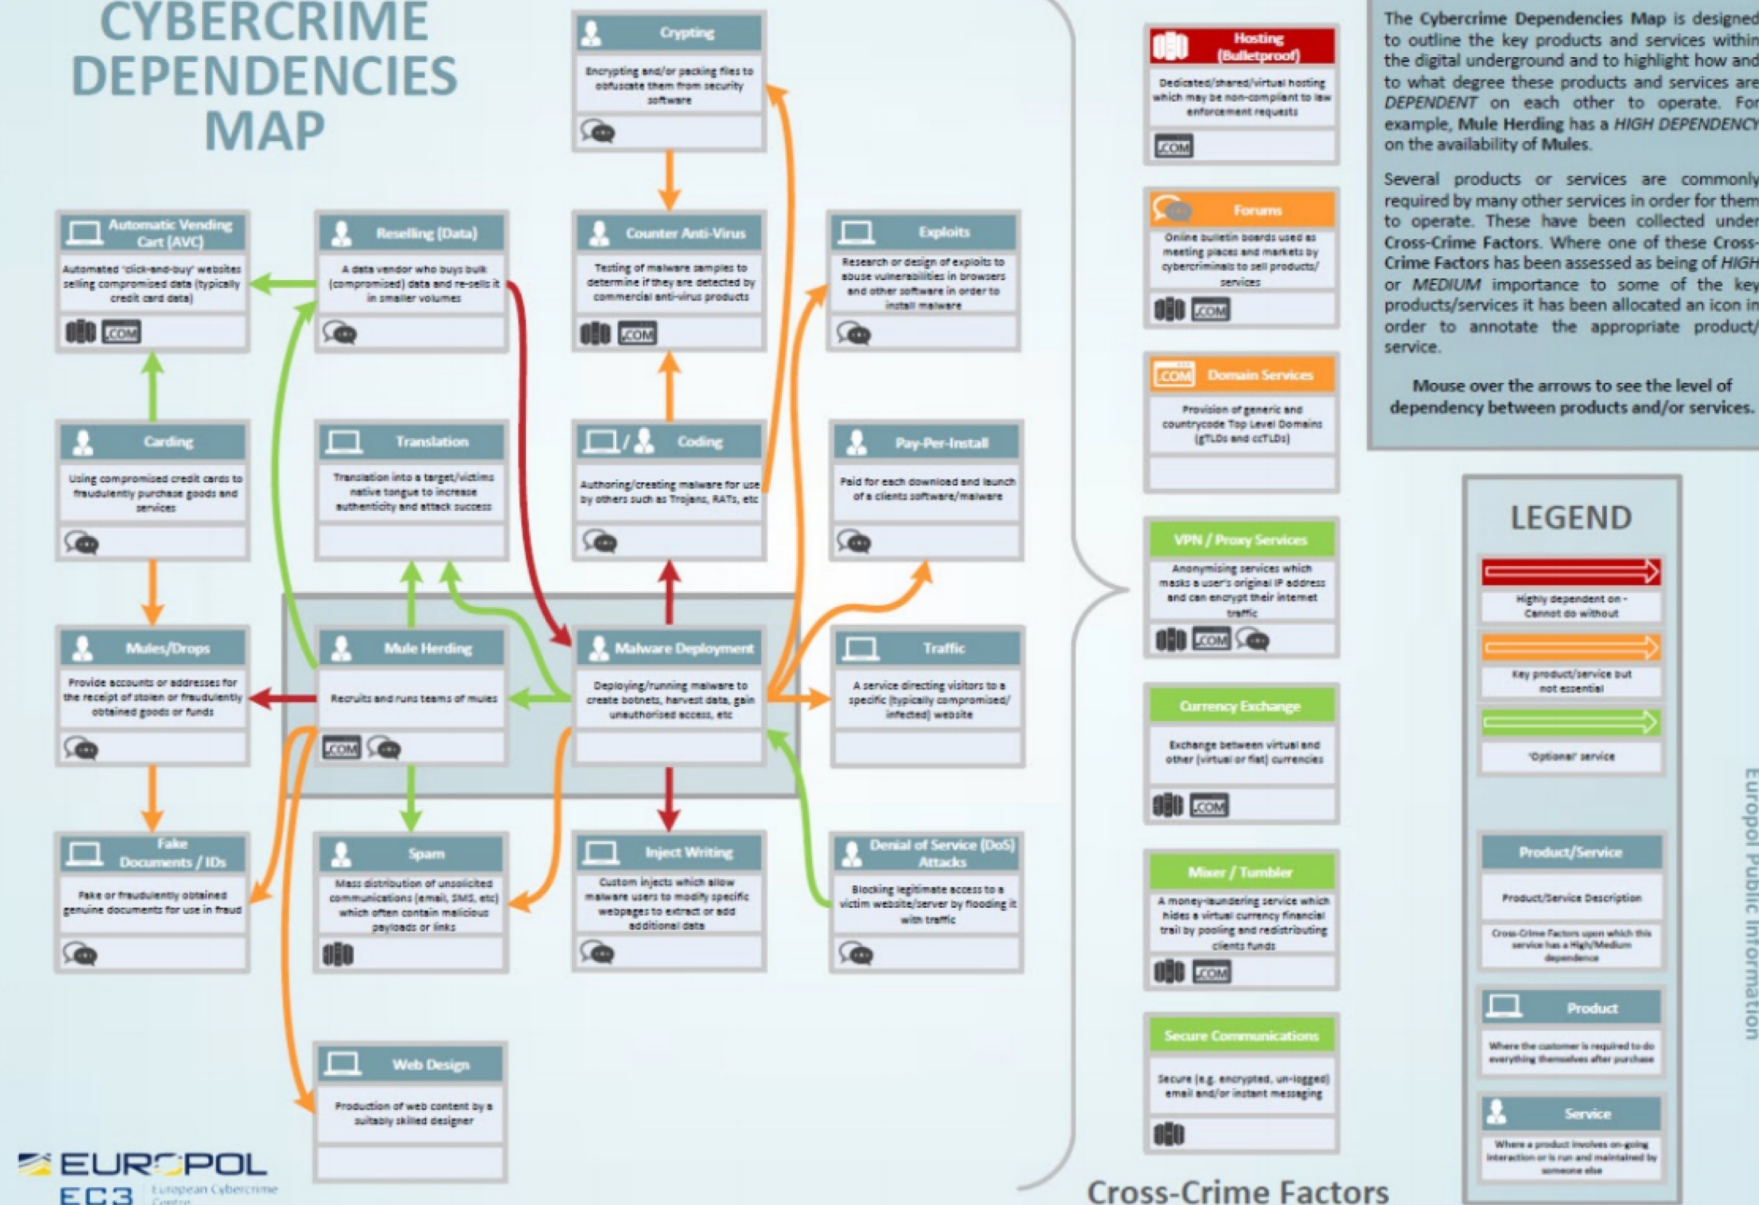 CYBERCRIME
DEPENDENCIES
MAP
Crypting
Encrypting and/or packing files to
obfuscate them from security
software
Automatic Vending
Cart (AVC)
Automated 'click-and-buy' websites
selling compromised data (typically
credit card data)
.COM
Reselling (Data)
A data vendor who buys bulk
(compromised) data and re-sells it
in smaller volumes
Counter Anti-Virus
Testing of malware samples to
determine if they are detected by
commercial anti-virus products
.COM
Exploits
Research or design of exploits to
abuse vulnerabilities in browsers
and other software in order to
install malware
Carding
Using compromised credit cards to
fraudulently purchase goods and
services
Translation
Translation into a target/victims
native tongue to increase
authenticity and attack success
/ Coding
Authoring/creating malware for use
by others such as Trojans, RATs, etc
Pay-Per-Install
Paid for each download and launch
of a clients software/malware
Mules/Drops
Provide accounts or addresses for
the receipt of stolen or fraudulently
obtained goods or funds
Mule Herding
Recruits and runs teams of mules
.COM
Malware Deployment
Deploying/running malware to
create botnets, harvest data, gain
unauthorised access, etc
Traffic
A service directing visitors to a
specific (typically compromised/
infected) website
Fake
Documents / IDs
Fake or fraudulently obtained
genuine documents for use in fraud
Spam
Mass distribution of unsolicited
communications (email, SMS, etc)
which often contain malicious
payloads or links
Inject Writing
Custom injects which allow
malware users to modify specific
webpages to extract or add
additional data
Denial of Service (DoS)
Attacks
Blocking legitimate access to a
victim website/server by flooding it
with traffic
Web Design
Production of web content by a
suitably skilled designer
EUROPOL
EC3
European Cybercrime
Centre
Hosting
(Bulletproof)
Dedicated/shared/virtual hosting
which may be non-compliant to law
enforcement requests
.COM
Forums
Online bulletin boards used as
meeting places and markets by
cybercriminals to sell products/
services
.COM
.COM Domain Services
Provision of generic and
countrycode Top Level Domains
(gTLDs and ccTLDs)
VPN / Proxy Services
Anonymising services which
masks a user's original IP address
and can encrypt their internet
traffic
.COM
Currency Exchange
Exchange between virtual and
other (virtual or fiat) currencies
.COM
Mixer / Tumbler
A money-laundering service which
hides a virtual currency financial
trail by pooling and redistributing
clients funds
.COM
Secure Communications
Secure (e.g. encrypted, un-logged)
email and/or instant messaging
Cross-Crime Factors
The Cybercrime Dependencies Map is designed
to outline the key products and services within
the digital underground and to highlight how and
to what degree these products and services are
DEPENDENT on each other to operate. For
example, Mule Herding has a HIGH DEPENDENCY
on the availability of Mules.
Several products or services are commonly
required by many other services in order for them
to operate. These have been collected under
Cross-Crime Factors. Where one of these Cross-
Crime Factors has been assessed as being of HIGH
or MEDIUM importance to some of the key
products/services it has been allocated an icon in
order to annotate the appropriate product/
service.
Mouse over the arrows to see the level of
dependency between products and/or services.
LEGEND
Highly dependent on -
Cannot do without
Key product/service but
not essential
'Optional' service
Product/Service
Product/Service Description
Cross-Crime Factors upon which this
service has a High/Medium
dependence
Product
Where the customer is required to do
everything themselves after purchase
Service
Where a product involves on-going
interaction or is run and maintained by
someone else
Europol Public Information